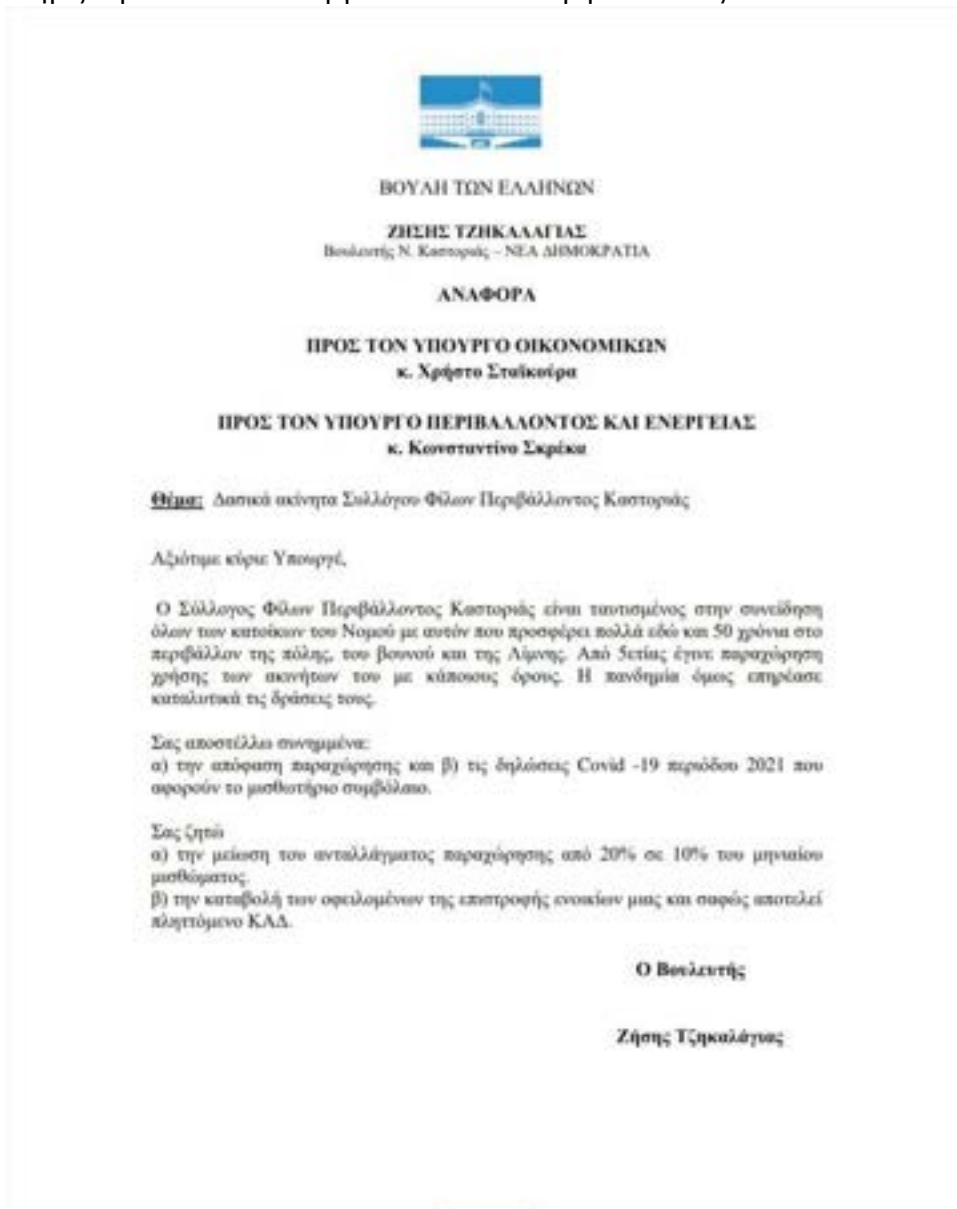 ΒΟΥΛΗ ΤΩΝ ΕΛΛΗΝΩΝ
ΖΗΣΗΣ ΤΖΗΚΑΛΑΓΙΑΣ
Βουλευτής Ν. Καστοριάς – ΝΕΑ ΔΗΜΟΚΡΑΤΙΑ
ΑΝΑΦΟΡΑ
ΠΡΟΣ ΤΟΝ ΥΠΟΥΡΓΟ ΟΙΚΟΝΟΜΙΚΩΝ
κ. Χρήστο Σταϊκούρα
ΠΡΟΣ ΤΟΝ ΥΠΟΥΡΓΟ ΠΕΡΙΒΑΛΛΟΝΤΟΣ ΚΑΙ ΕΝΕΡΓΕΙΑΣ
κ. Κωνσταντίνο Σκρέκα
Θέμα: Δασικά ακίνητα Συλλόγου Φίλων Περιβάλλοντος Καστοριάς
Αξιότιμε κύριε Υπουργέ,
Ο Σύλλογος Φίλων Περιβάλλοντος Καστοριάς είναι ταυτισμένος στην συνείδηση
όλων των κατοίκων του Νομού με αυτόν που προσφέρει πολλά εδώ και 50 χρόνια στο
περιβάλλον της πόλης, του βουνού και της Λίμνης. Από 5ετίας έγινε παραχώρηση
χρήσης των ακινήτων του με κάποιους όρους. Η πανδημία όμως επηρέασε
καταλυτικά τις δράσεις τους.
Σας αποστέλλω συνημμένα:
α) την απόφαση παραχώρησης και β) τις δηλώσεις Covid -19 περιόδου 2021 που
αφορούν το μισθωτήριο συμβόλαιο.
Σας ζητώ
α) την μείωση του ανταλλάγματος παραχώρησης από 20% σε 10% του μηνιαίου
μισθώματος.
β) την καταβολή των οφειλομένων της επιστροφής ενοικίων μιας και σαφώς αποτελεί
πληττόμενο ΚΑΔ.
Ο Βουλευτής
Ζήσης Τζηκαλάγιας